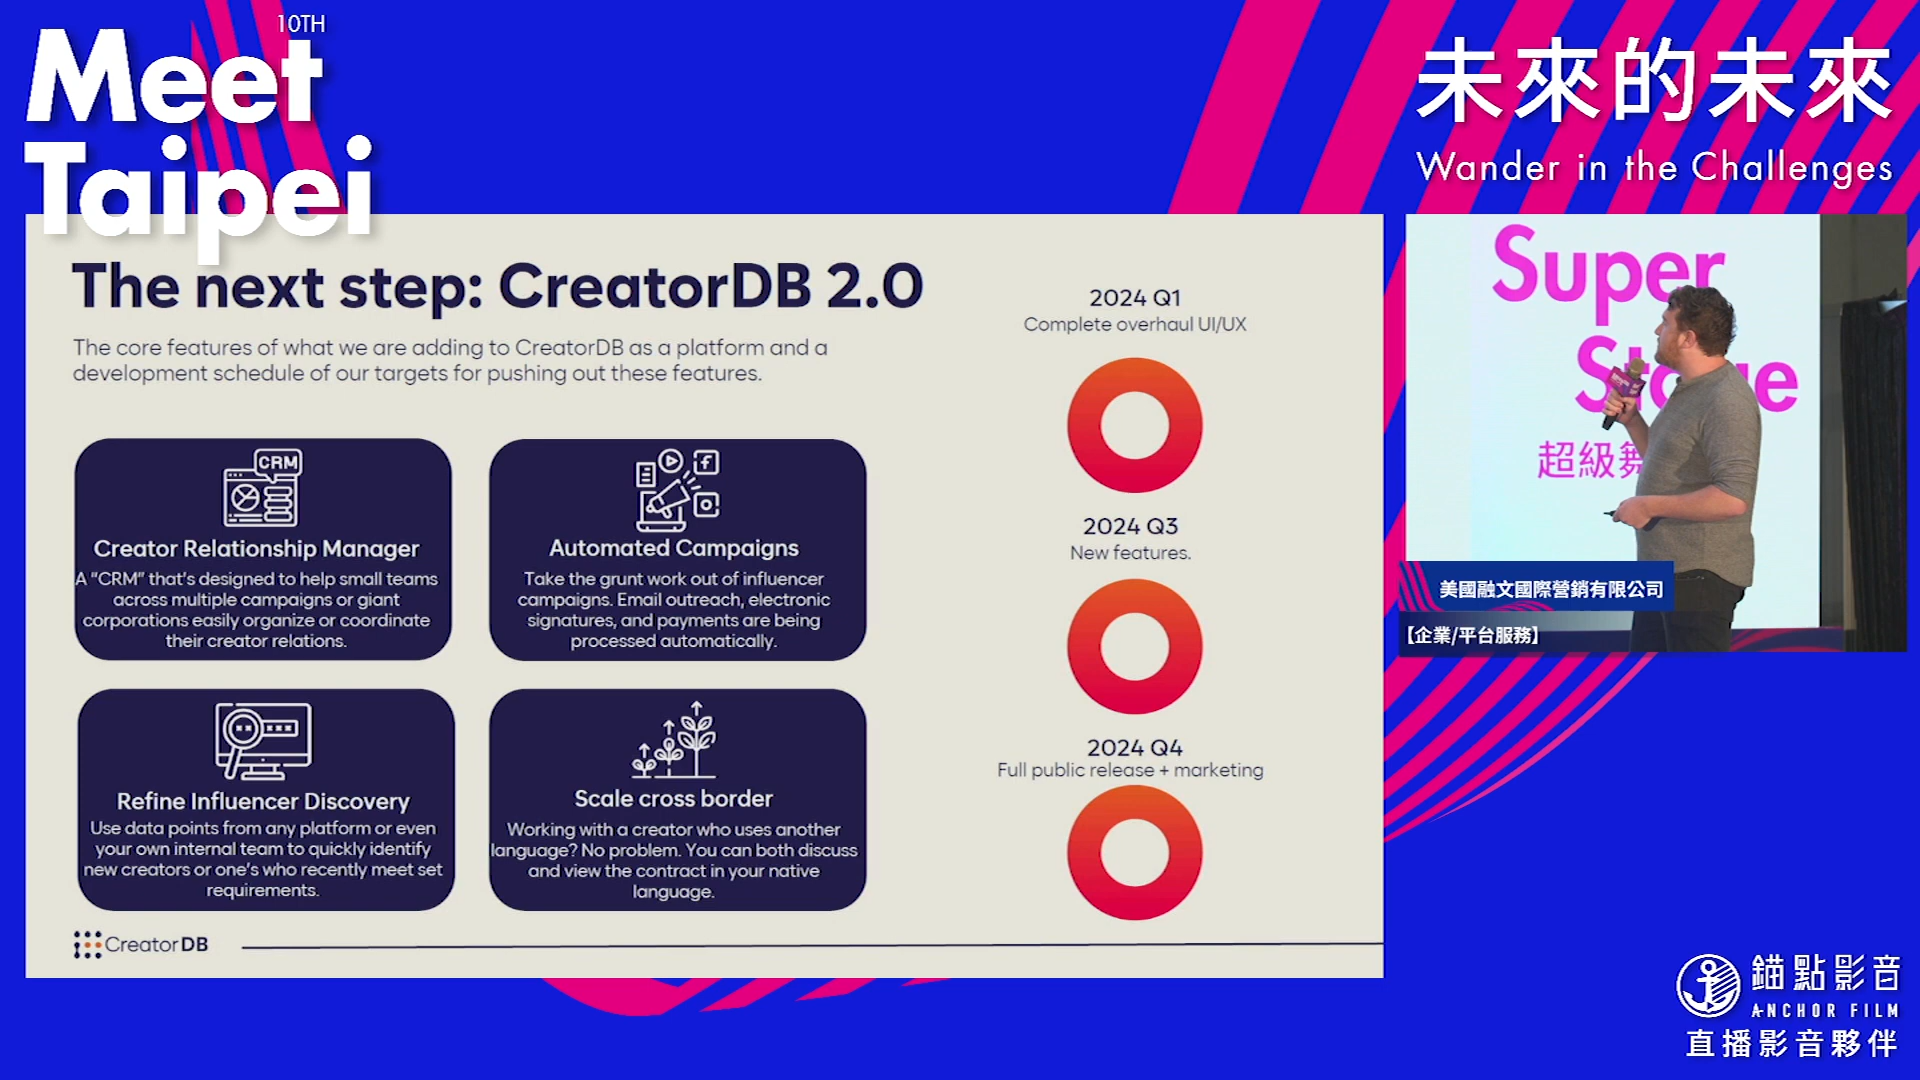 10TH
Meet
Taipei
未來的未來
Wander in the Challenges
The next step: CreatorDB 2.0
The core features of what we are adding to CreatorDB as a platform and a
development schedule of our targets for pushing out these features.
CRM
Creator Relationship Manager
A “CRM” that's designed to help small teams
across multiple campaigns or giant
corporations easily organize or coordinate
their creator relations.
Automated Campaigns
Take the grunt work out of influencer
campaigns. Email outreach, electronic
signatures, and payments are being
processed automatically.
Refine Influencer Discovery
Use data points from any platform or even
your own internal team to quickly identify
new creators or one's who recently meet set
requirements.
Scale cross border
Working with a creator who uses another
language? No problem. You can both discuss
and view the contract in your native
language.
2024 Q1
Complete overhaul UI/UX
2024 Q3
New features.
2024 Q4
Full public release + marketing
CreatorDB
Super
Stage
超級舞
美國融文國際營銷有限公司
【企業/平台服務】
錨點影音
ANCHOR FILM
直播影音夥伴